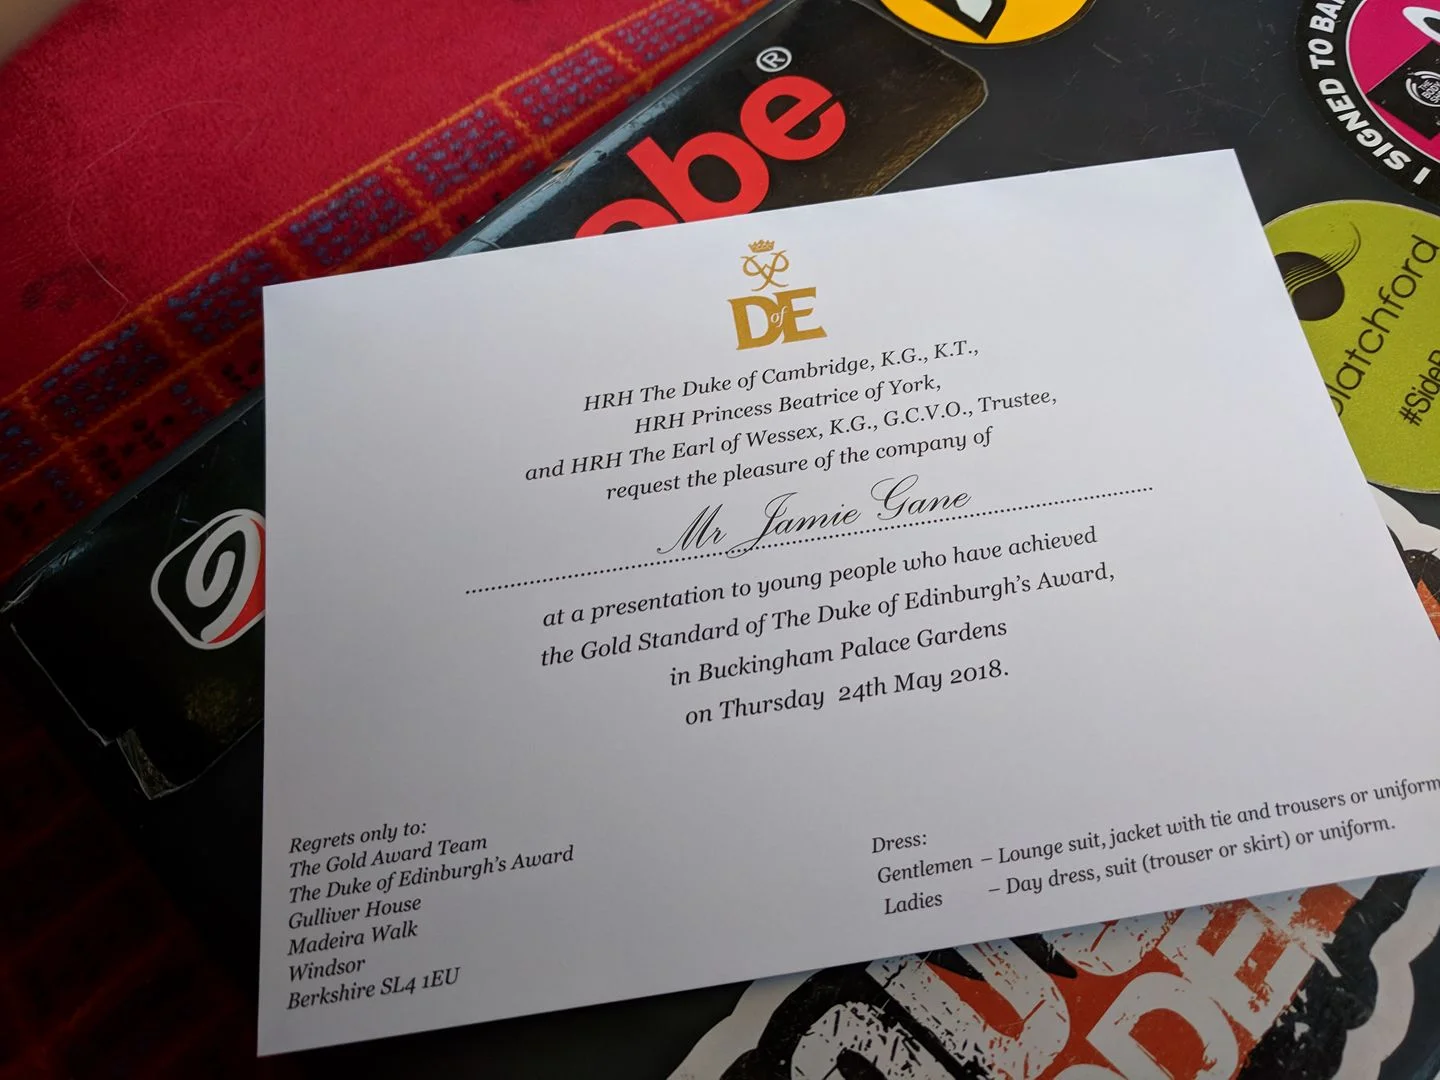 obe®
I SIGNED TO BA
Blatchford
#SideB
D of E
HRH The Duke of Cambridge, K.G., K.T.,
HRH Princess Beatrice of York,
and HRH The Earl of Wessex, K.G., G.C.V.O., Trustee,
request the pleasure of the company of
Mr Jamie Gane
at a presentation to young people who have achieved
the Gold Standard of The Duke of Edinburgh's Award,
in Buckingham Palace Gardens
on Thursday 24th May 2018.
Regrets only to:
The Gold Award Team
The Duke of Edinburgh's Award
Gulliver House
Madeira Walk
Windsor
Berkshire SL4 1EU
Dress:
Gentlemen – Lounge suit, jacket with tie and trousers or uniform
Ladies – Day dress, suit (trouser or skirt) or uniform.